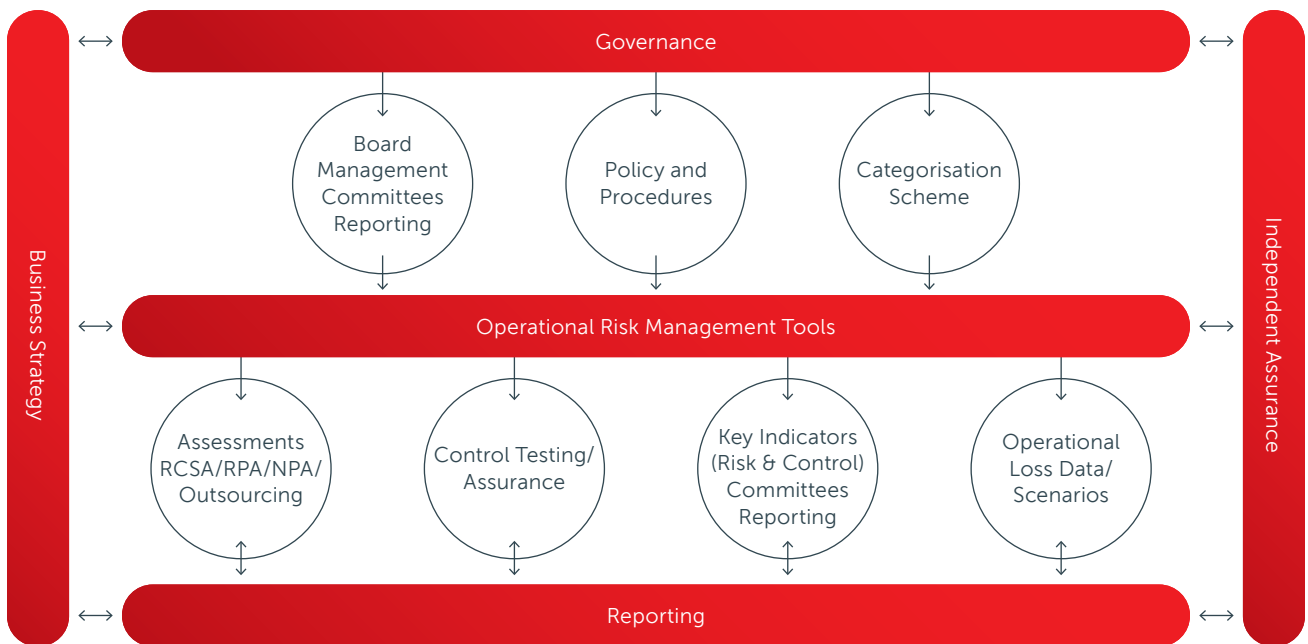 Governance
Board
Management
Committees
Reporting
Policy and
Procedures
Categorisation
Scheme
Business Strategy
Independent Assurance
Operational Risk Management Tools
Assessments
RCSA/RPA/NPA/
Outsourcing
Control Testing/
Assurance
Key Indicators
(Risk & Control)
Committees
Reporting
Operational
Loss Data/
Scenarios
Reporting